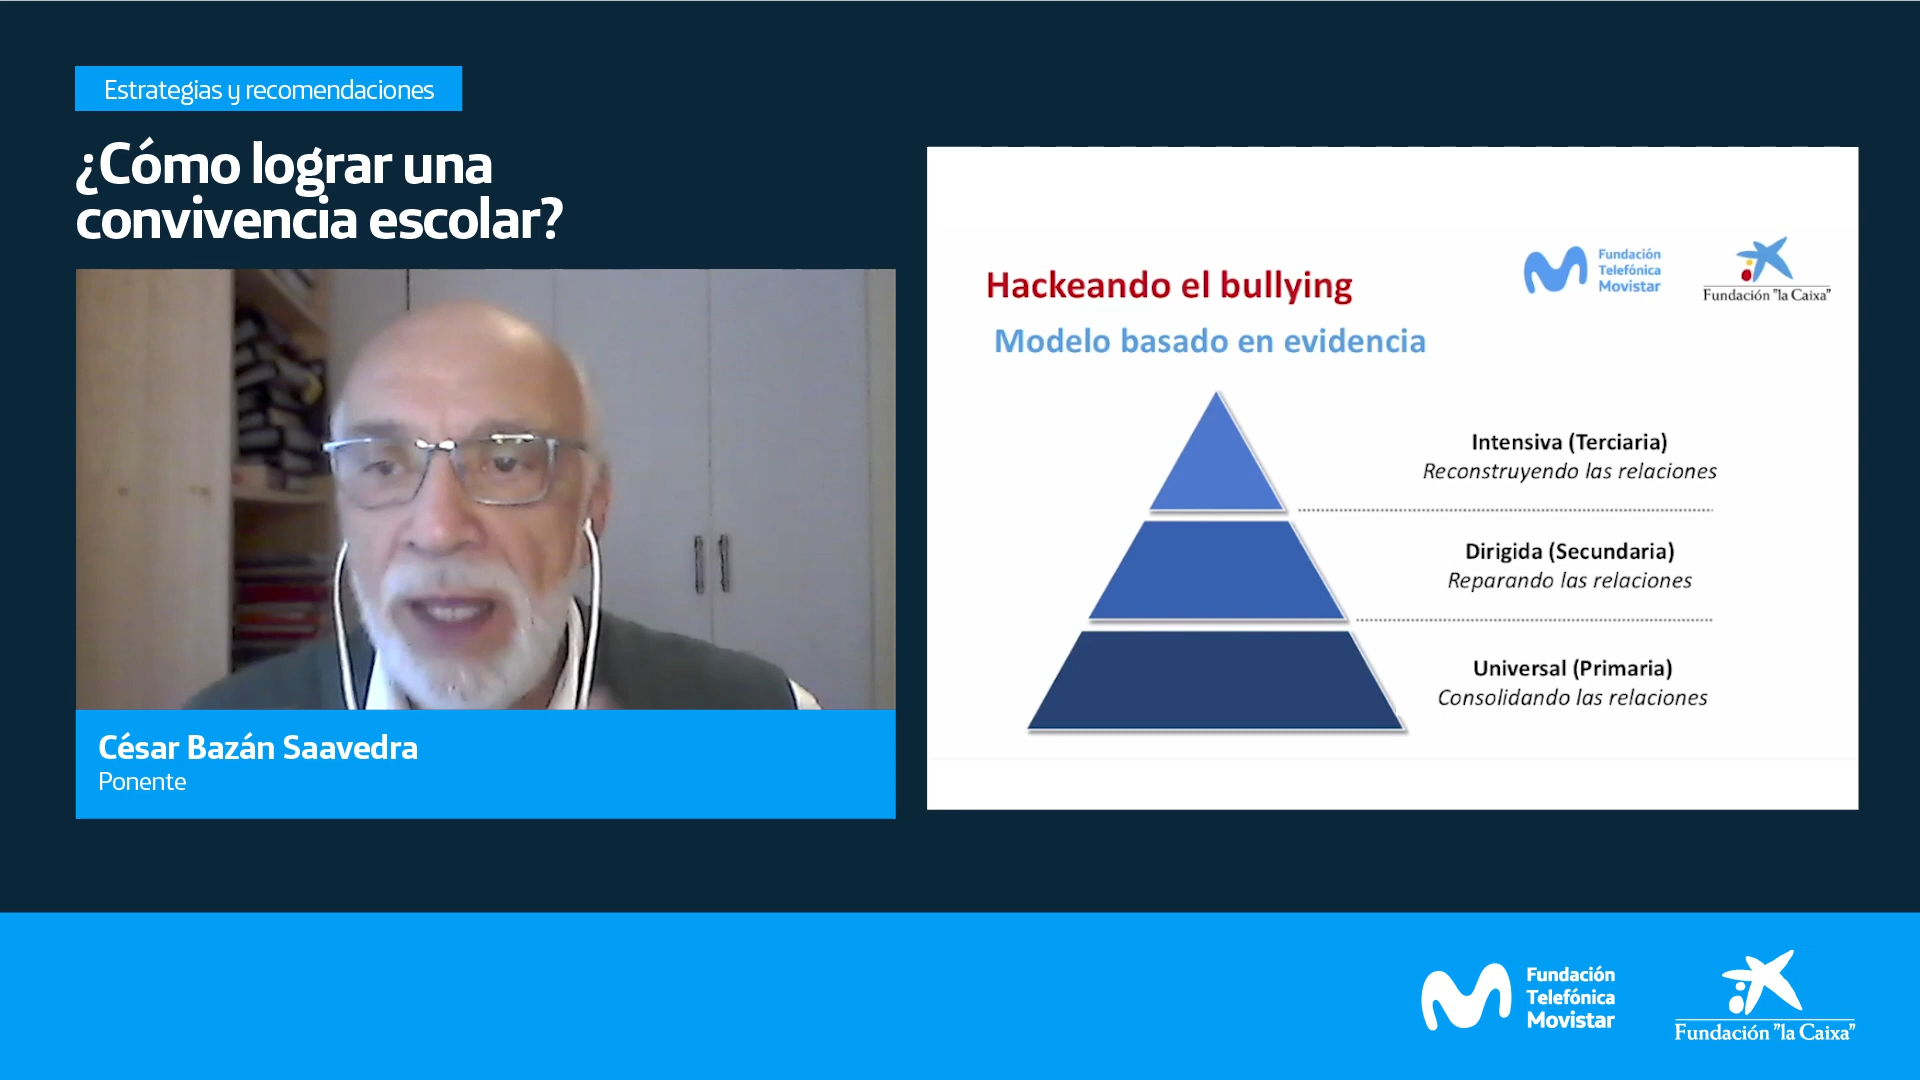 Estrategias y recomendaciones
¿Cómo lograr una
convivencia escolar?
César Bazán Saavedra
Ponente
Hackeando el bullying
Modelo basado en evidencia
Fundación
Telefónica
Movistar
Fundación "la Caixa"
Intensiva (Terciaria)
Reconstruyendo las relaciones
Dirigida (Secundaria)
Reparando las relaciones
Universal (Primaria)
Consolidando las relaciones
Fundación
Telefónica
Movistar
Fundación "la Caixa"